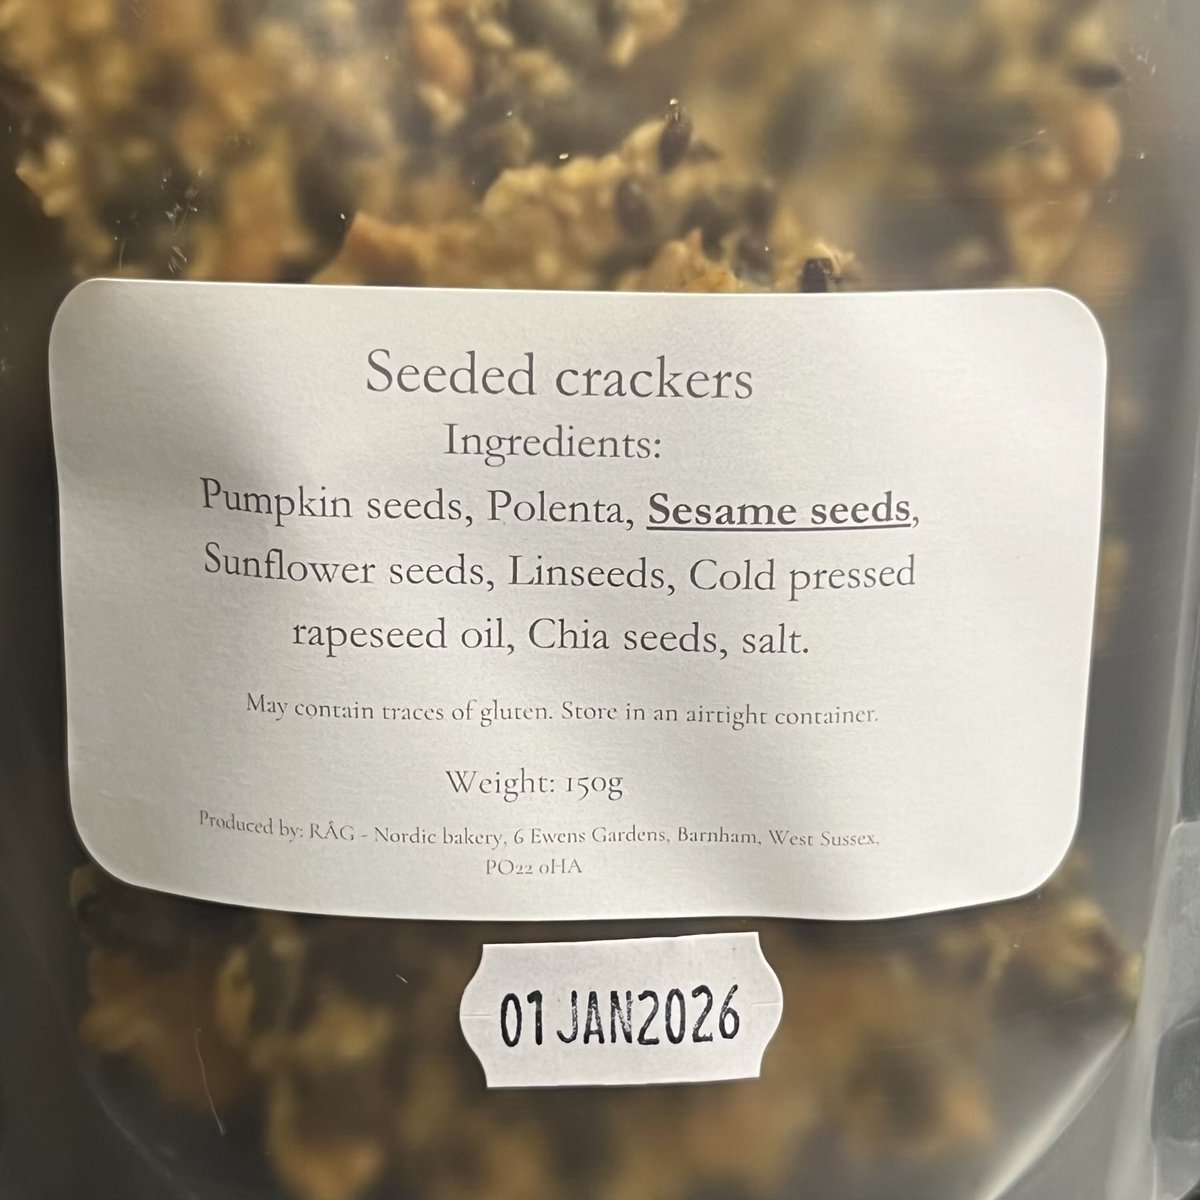 Seeded crackers
Ingredients:
Pumpkin seeds, Polenta, Sesame seeds,
Sunflower seeds, Linseeds, Cold pressed
rapeseed oil, Chia seeds, salt.
May contain traces of gluten. Store in an airtight container.
Weight: 150g
Produced by: RÅG - Nordic bakery, 6 Ewens Gardens, Barnham, West Sussex,
PO22 0HA
01 JAN2026